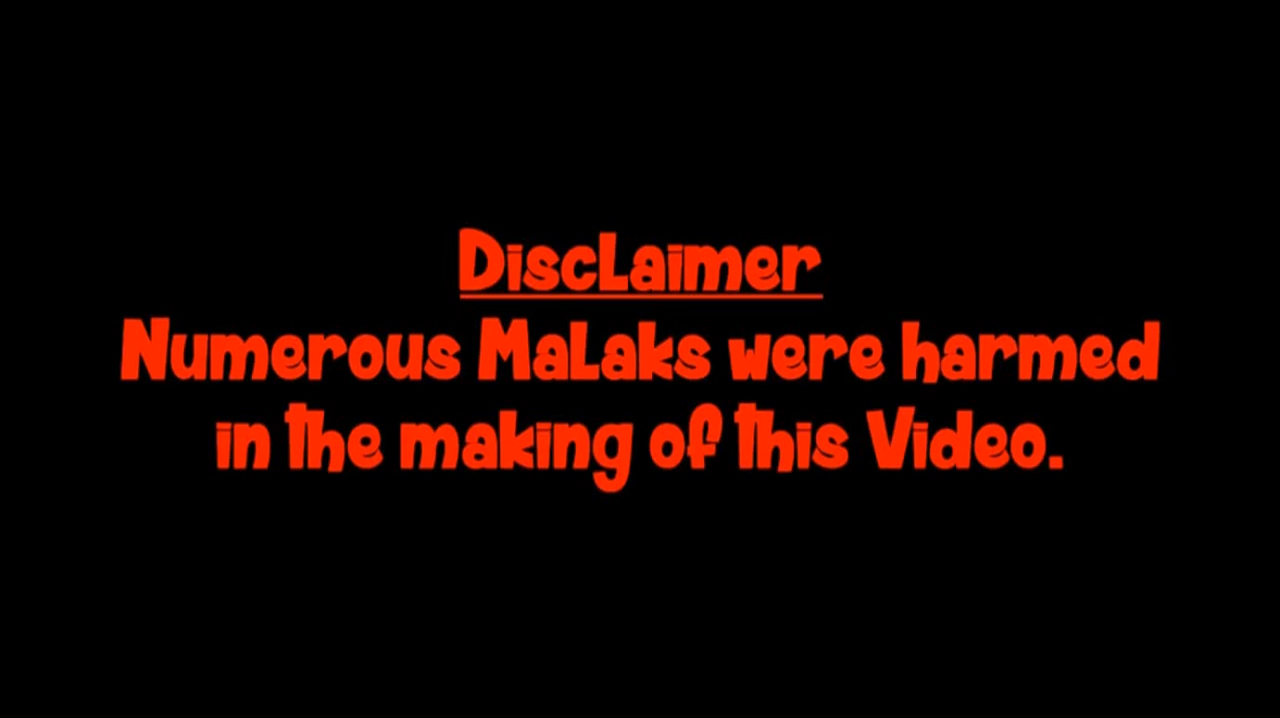 Disclaimer
Numerous Malaks were harmed
in the making of this Video.